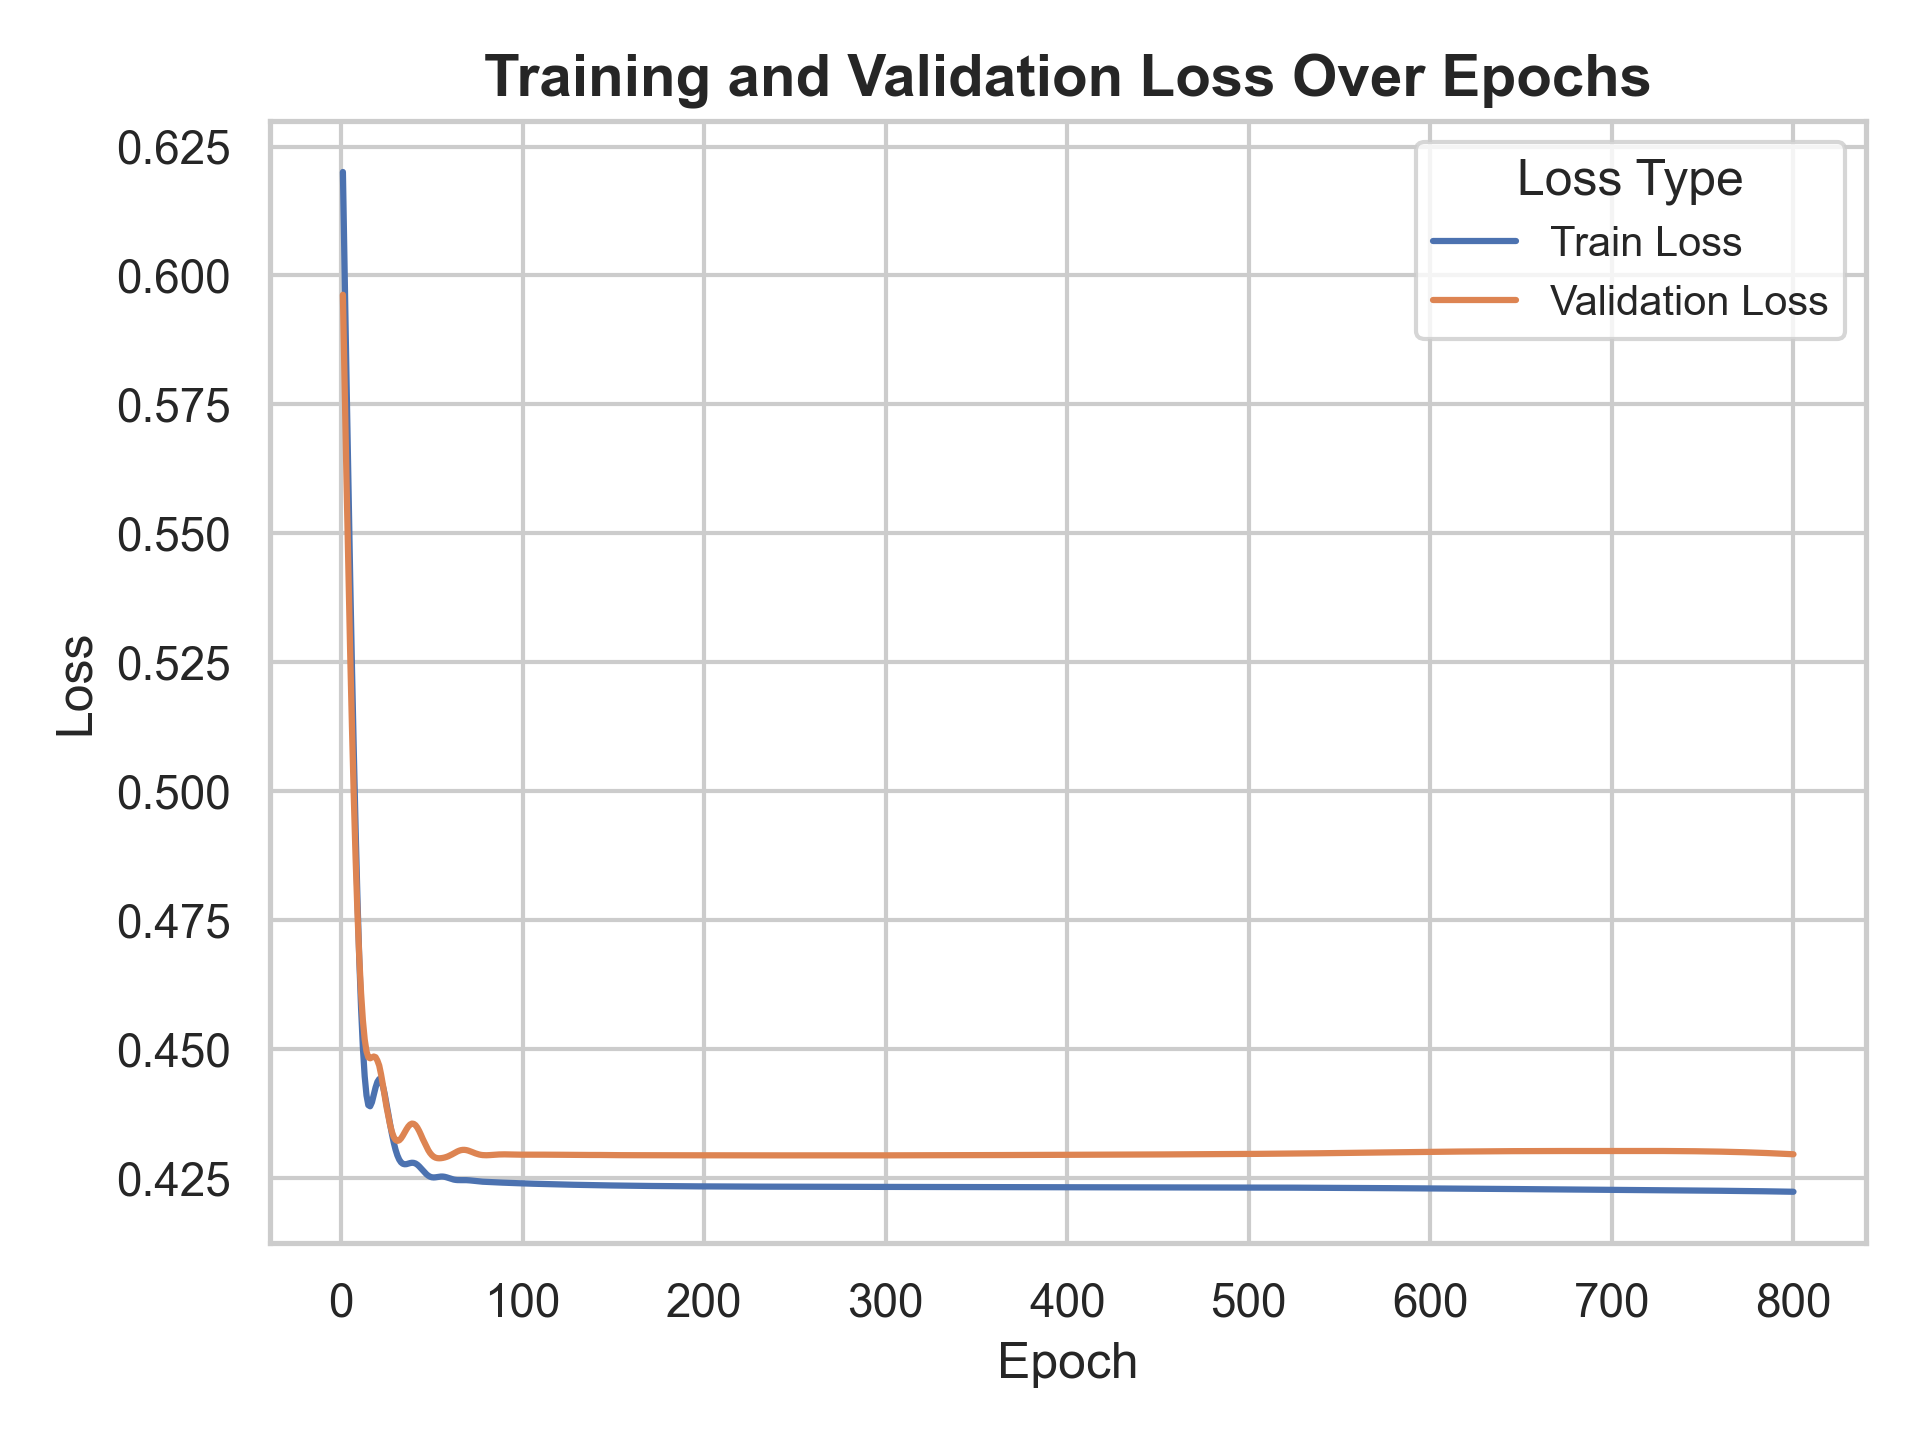 Training and Validation Loss Over Epochs
Loss Type
Train Loss
Validation Loss
0.625
0.600
0.575
0.550
0.525
0.500
0.475
0.450
0.425
Loss
0 100 200 300 400 500 600 700 800
Epoch